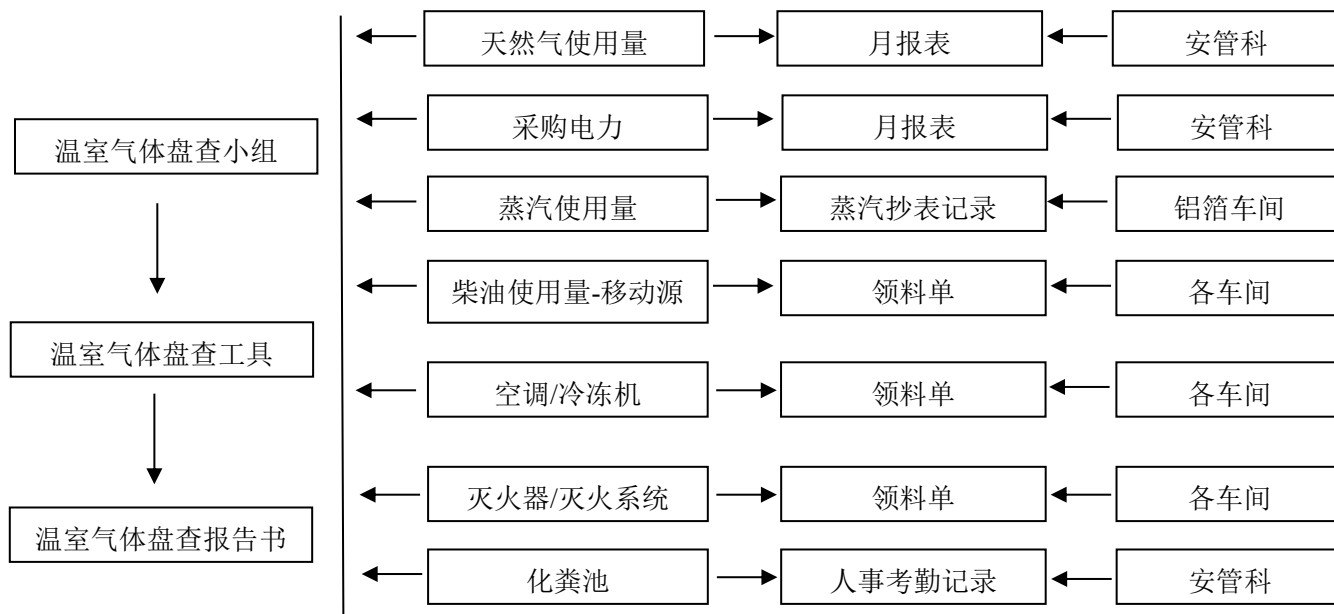 天然气使用量 月报表 安管科
采购电力 月报表 安管科
温室气体盘查小组
蒸汽使用量 蒸汽抄表记录 铝箔车间
柴油使用量-移动源 领料单 各车间
温室气体盘查工具
空调/冷冻机 领料单 各车间
灭火器/灭火系统 领料单 各车间
温室气体盘查报告书
化粪池 人事考勤记录 安管科